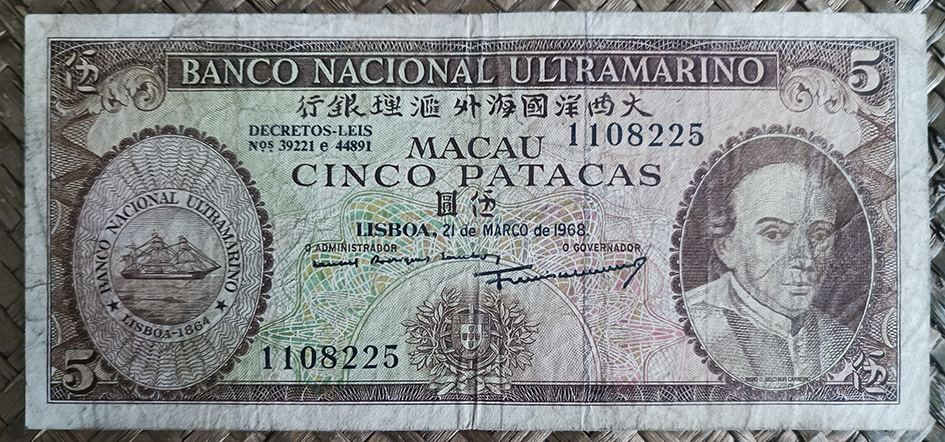 伍 BANCO NACIONAL ULTRAMARINO 5
行銀理滙外海國洋西大
DECRETOS-LEIS
Nos 39221 e 44891
1108225
MACAU
CINCO PATACAS
圓伍
LISBOA, 21 de MARÇO de 1968
O ADMINISTRADOR
O GOVERNADOR
BANCO NACIONAL ULTRAMARINO
LISBOA-1864
1108225
5
伍